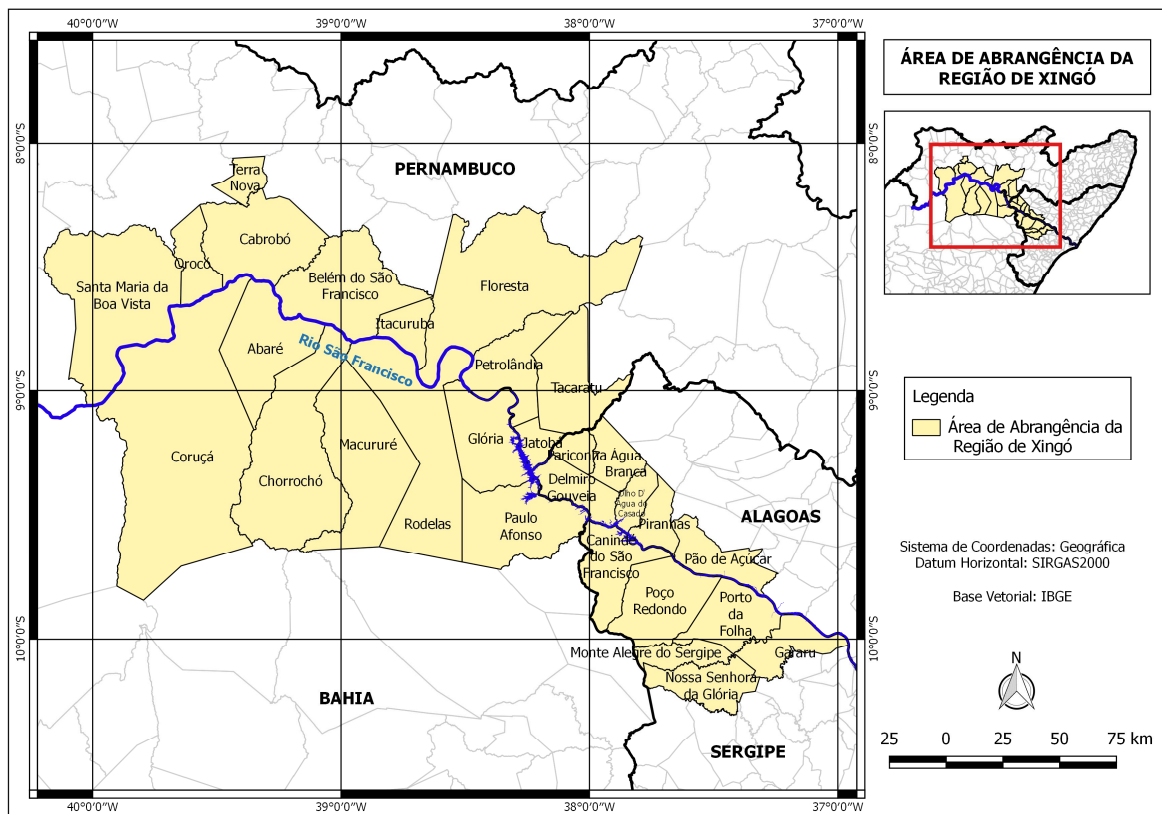 40°0'0"W
39°0'0"W
38°0'0"W
37°0'0"W
ÁREA DE ABRANGÊNCIA DA
REGIÃO DE XINGÓ
8°0'0"S
8°0'0"S
PERNAMBUCO
Terra
Nova
Cabrobó
Orocó
Santa Maria da
Boa Vista
Belém do São
Francisco
Floresta
Itacuruba
Abaré
Rio São Francisco
Petrolândia
Tacaratu
9°0'0"S
9°0'0"S
Legenda
Área de Abrangência da
Região de Xingó
Coruçá
Macururé
Glória
Jatobá
Pariconha
Água
Branca
Chorrochó
Delmiro
Gouveia
Olho D'
Água do
Casado
Rodelas
Paulo
Afonso
Piranhas
ALAGOAS
Canindé
do São
Francisco
Pão de Açúcar
Sistema de Coordenadas: Geográfica
Datum Horizontal: SIRGAS2000
Base Vetorial: IBGE
Poço
Redondo
Porto
da
Folha
10°0'0"S
10°0'0"S
Monte Alegre do Sergipe
Gararu
Nossa Senhora
da Glória
BAHIA
SERGIPE
N
25
0
25
50
75 km
40°0'0"W
39°0'0"W
38°0'0"W
37°0'0"W